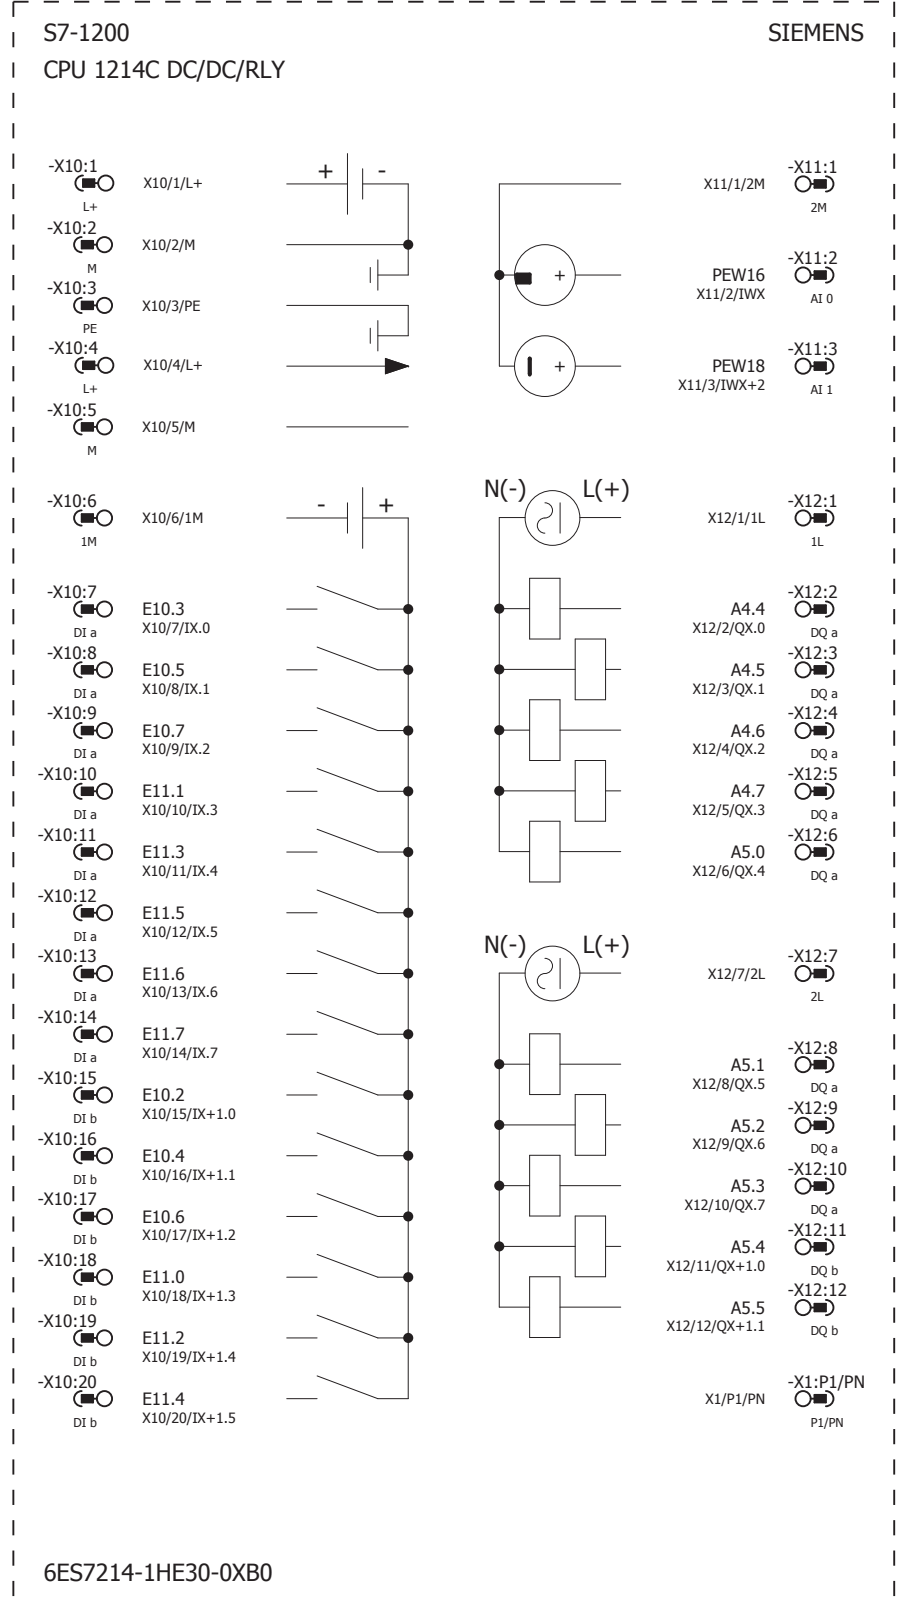 S7-1200
SIEMENS
CPU 1214C DC/DC/RLY
-X10:1
X10/1/L+
L+
+ -
-X10:2
X10/2/M
M
-X10:3
X10/3/PE
PE
-X10:4
X10/4/L+
L+
-X10:5
X10/5/M
M
-X10:6
X10/6/1M
1M
- +
-X10:7
E10.3
X10/7/IX.0
DI a
-X10:8
E10.5
X10/8/IX.1
DI a
-X10:9
E10.7
X10/9/IX.2
DI a
-X10:10
E11.1
X10/10/IX.3
DI a
-X10:11
E11.3
X10/11/IX.4
DI a
-X10:12
E11.5
X10/12/IX.5
DI a
-X10:13
E11.6
X10/13/IX.6
DI a
-X10:14
E11.7
X10/14/IX.7
DI a
-X10:15
E10.2
X10/15/IX+1.0
DI b
-X10:16
E10.4
X10/16/IX+1.1
DI b
-X10:17
E10.6
X10/17/IX+1.2
DI b
-X10:18
E11.0
X10/18/IX+1.3
DI b
-X10:19
E11.2
X10/19/IX+1.4
DI b
-X10:20
E11.4
X10/20/IX+1.5
DI b
-X11:1
X11/1/2M
2M
-X11:2
+
PEW16
X11/2/IWX
AI 0
-X11:3
+
PEW18
X11/3/IWX+2
AI 1
N(-) L(+)
-X12:1
X12/1/1L
1L
-X12:2
A4.4
X12/2/QX.0
DQ a
-X12:3
A4.5
X12/3/QX.1
DQ a
-X12:4
A4.6
X12/4/QX.2
DQ a
-X12:5
A4.7
X12/5/QX.3
DQ a
-X12:6
A5.0
X12/6/QX.4
DQ a
N(-) L(+)
-X12:7
X12/7/2L
2L
-X12:8
A5.1
X12/8/QX.5
DQ a
-X12:9
A5.2
X12/9/QX.6
DQ a
-X12:10
A5.3
X12/10/QX.7
DQ a
-X12:11
A5.4
X12/11/QX+1.0
DQ b
-X12:12
A5.5
X12/12/QX+1.1
DQ b
-X1:P1/PN
X1/P1/PN
P1/PN
6ES7214-1HE30-0XB0